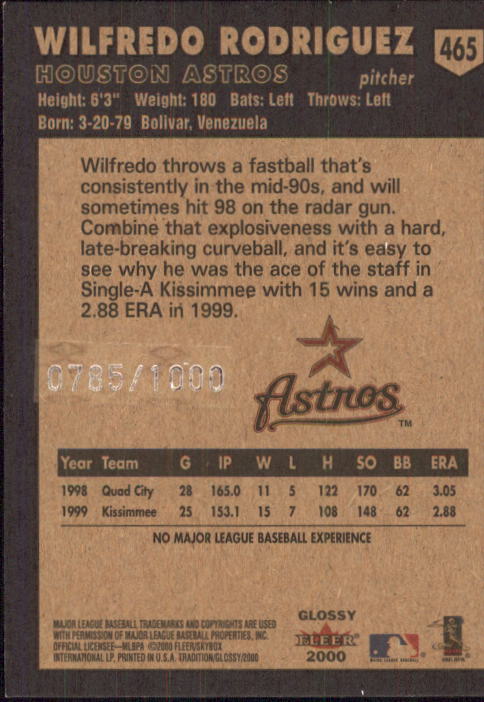 WILFREDO RODRIGUEZ
465
HOUSTON ASTROS
pitcher
Height: 6'3" Weight: 180 Bats: Left Throws: Left
Born: 3-20-79 Bolivar, Venezuela
Wilfredo throws a fastball that's
consistently in the mid-90s, and will
sometimes hit 98 on the radar gun.
Combine that explosiveness with a hard,
late-breaking curveball, and it's easy to
see why he was the ace of the staff in
Single-A Kissimmee with 15 wins and a
2.88 ERA in 1999.
0785/1000
Astros
TM
Year Team G IP W L H SO BB ERA
1998 Quad City 28 165.0 11 5 122 170 62 3.05
1999 Kissimmee 25 153.1 15 7 108 148 62 2.88
NO MAJOR LEAGUE BASEBALL EXPERIENCE
MAJOR LEAGUE BASEBALL TRADEMARKS AND COPYRIGHTS ARE USED
WITH PERMISSION OF MAJOR LEAGUE BASEBALL PROPERTIES, INC.
OFFICIAL LICENSEE—MLBPA ©2000 FLEER/SKYBOX
INTERNATIONAL LP, PRINTED IN U.S.A. TRADITION/GLOSSY/2000
GLOSSY
FLEER
2000